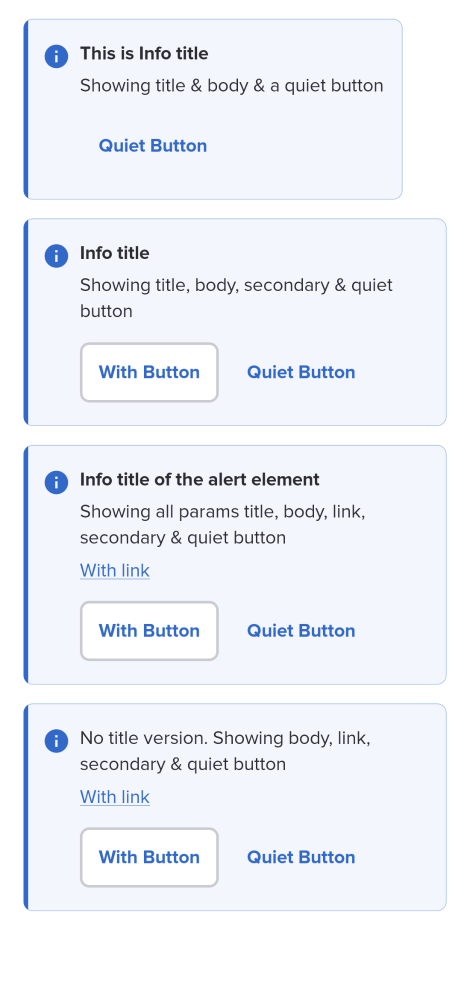 This is Info title
Showing title & body & a quiet button
Quiet Button
Info title
Showing title, body, secondary & quiet
button
With Button
Quiet Button
Info title of the alert element
Showing all params title, body, link,
secondary & quiet button
With link
With Button
Quiet Button
No title version. Showing body, link,
secondary & quiet button
With link
With Button
Quiet Button